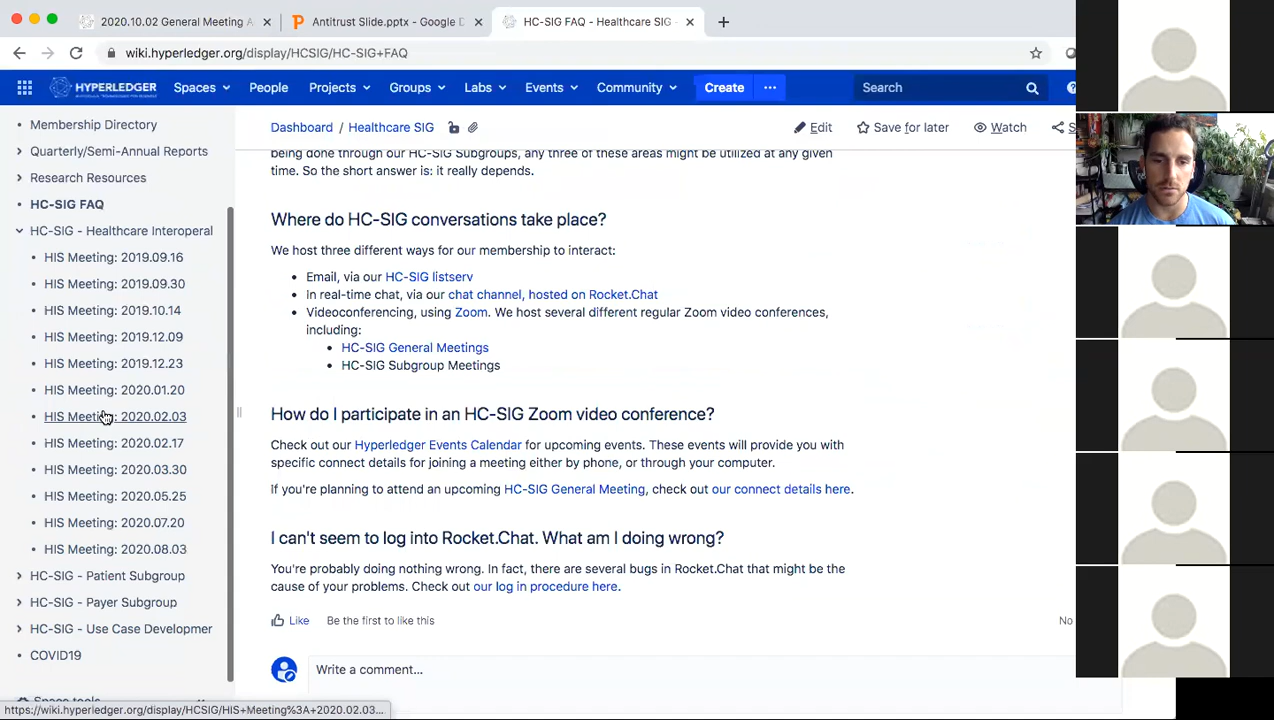 2020.10.02 General Meeting A
Antitrust Slide.pptx - Google D
HC-SIG FAQ - Healthcare SIG -
wiki.hyperledger.org/display/HCSIG/HC-SIG+FAQ
HYPERLEDGER
Spaces
People
Projects
Groups
Labs
Events
Community
Create
Search
Membership Directory
Quarterly/Semi-Annual Reports
Research Resources
HC-SIG FAQ
HC-SIG - Healthcare Interoperal
HIS Meeting: 2019.09.16
HIS Meeting: 2019.09.30
HIS Meeting: 2019.10.14
HIS Meeting: 2019.12.09
HIS Meeting: 2019.12.23
HIS Meeting: 2020.01.20
HIS Meeting: 2020.02.03
HIS Meeting: 2020.02.17
HIS Meeting: 2020.03.30
HIS Meeting: 2020.05.25
HIS Meeting: 2020.07.20
HIS Meeting: 2020.08.03
HC-SIG - Patient Subgroup
HC-SIG - Payer Subgroup
HC-SIG - Use Case Developmer
COVID19
Space tools
Dashboard / Healthcare SIG
Edit
Save for later
Watch
S
being done through our HC-SIG Subgroups, any three of these areas might be utilized at any given
time. So the short answer is: it really depends.
Where do HC-SIG conversations take place?
We host three different ways for our membership to interact:
• Email, via our HC-SIG listserv
• In real-time chat, via our chat channel, hosted on Rocket.Chat
• Videoconferencing, using Zoom. We host several different regular Zoom video conferences,
including:
• HC-SIG General Meetings
• HC-SIG Subgroup Meetings
How do I participate in an HC-SIG Zoom video conference?
Check out our Hyperledger Events Calendar for upcoming events. These events will provide you with
specific connect details for joining a meeting either by phone, or through your computer.
If you're planning to attend an upcoming HC-SIG General Meeting, check out our connect details here.
I can't seem to log into Rocket.Chat. What am I doing wrong?
You're probably doing nothing wrong. In fact, there are several bugs in Rocket.Chat that might be the
cause of your problems. Check out our log in procedure here.
Like
Be the first to like this
No
Write a comment…
https://wiki.hyperledger.org/display/HCSIG/HIS+Meeting%3A+2020.02.03...